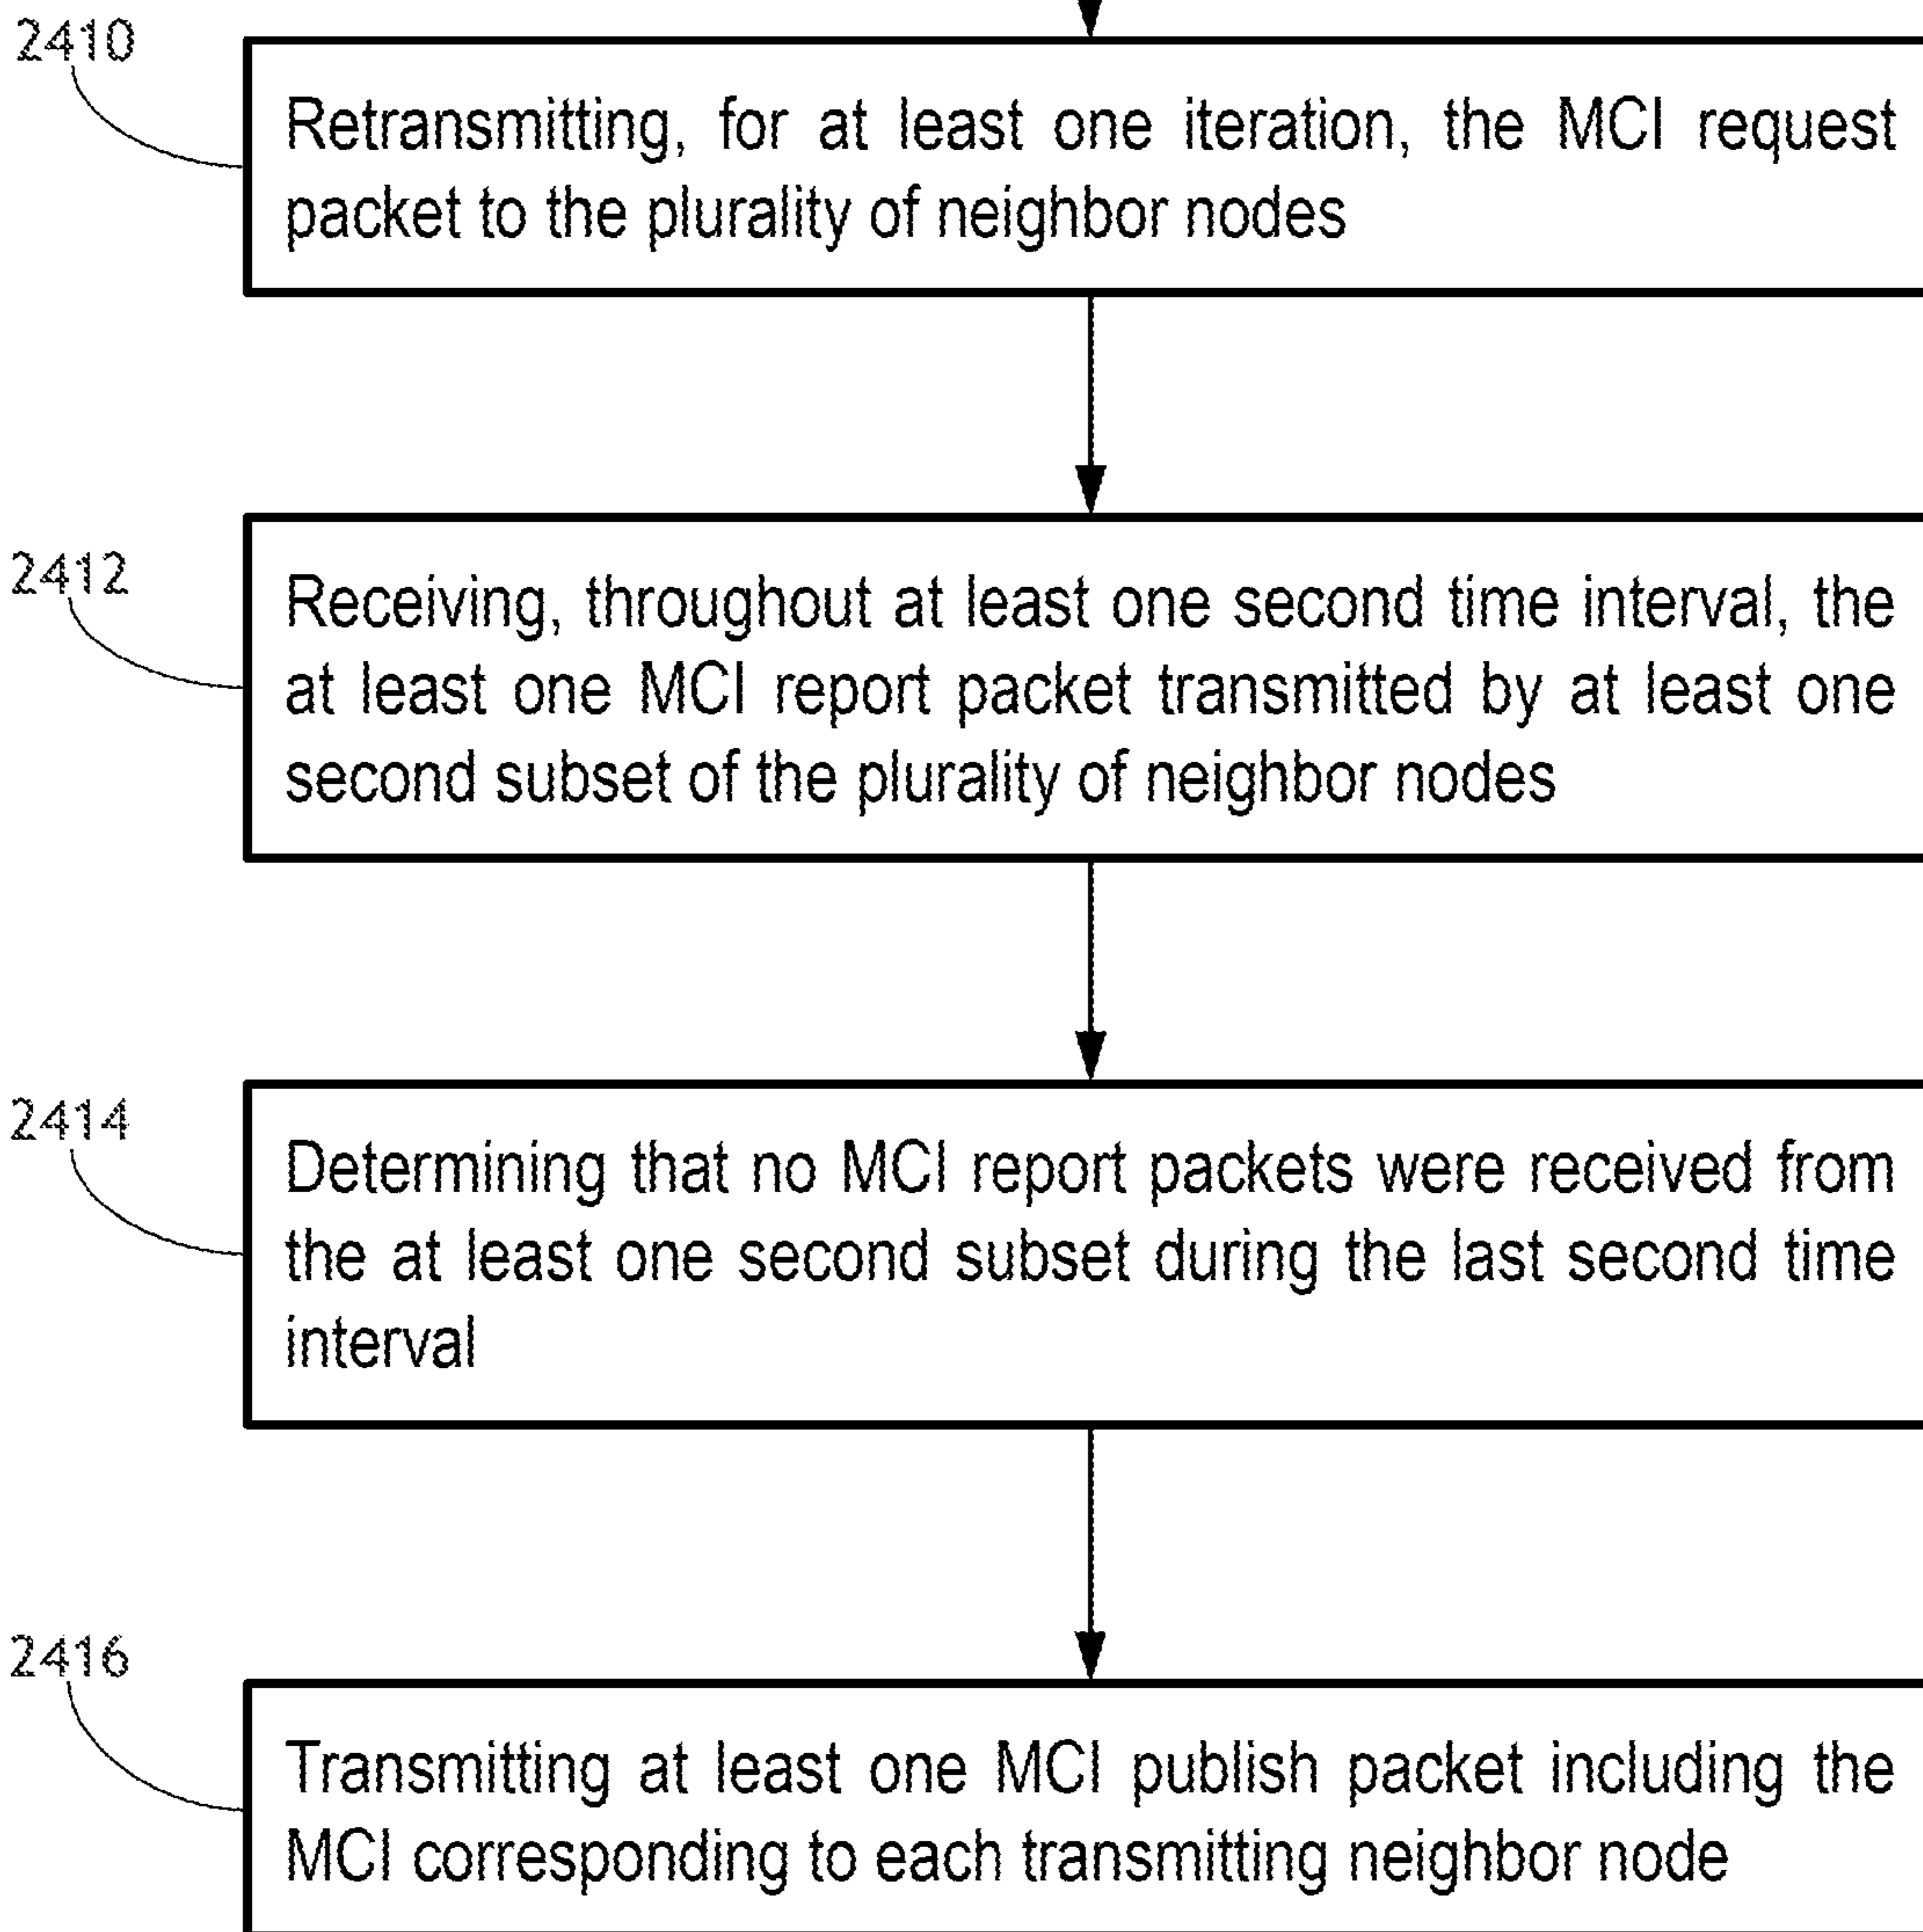 2410
Retransmitting, for at least one iteration, the MCI request
packet to the plurality of neighbor nodes
2412
Receiving, throughout at least one second time interval, the
at least one MCI report packet transmitted by at least one
second subset of the plurality of neighbor nodes
2414
Determining that no MCI report packets were received from
the at least one second subset during the last second time
interval
2416
Transmitting at least one MCI publish packet including the
MCI corresponding to each transmitting neighbor node